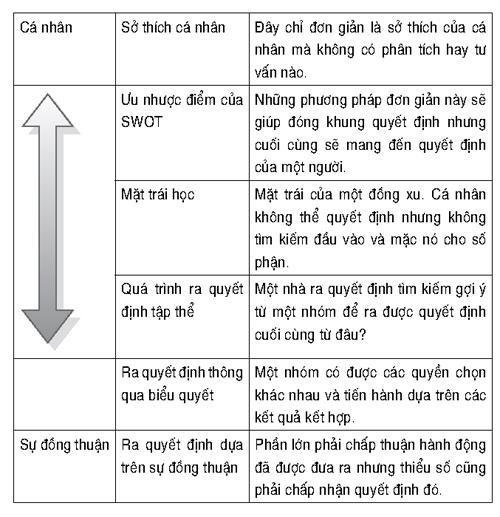 Cá nhân
Sở thích cá nhân
Đây chỉ đơn giản là sở thích của cá
nhân mà không có phân tích hay tư
vấn nào.
Ưu nhược điểm của
SWOT
Những phương pháp đơn giản này sẽ
giúp đóng khung quyết định nhưng
cuối cùng sẽ mang đến quyết định
của một người.
Mặt trái học
Mặt trái của một đồng xu. Cá nhân
không thể quyết định nhưng không
tìm kiếm đầu vào và mặc nó cho số
phận.
Quá trình ra quyết
định tập thể
Một nhà ra quyết định tìm kiếm gợi ý
từ một nhóm để ra được quyết định
cuối cùng từ đâu?
Ra quyết định thông
qua biểu quyết
Một nhóm có được các quyền chọn
khác nhau và tiến hành dựa trên các
kết quả kết hợp.
Sự đồng thuận
Ra quyết định dựa
trên sự đồng thuận
Phần lớn phải chấp thuận hành động
đã được đưa ra nhưng thiểu số cũng
phải chấp nhận quyết định đó.